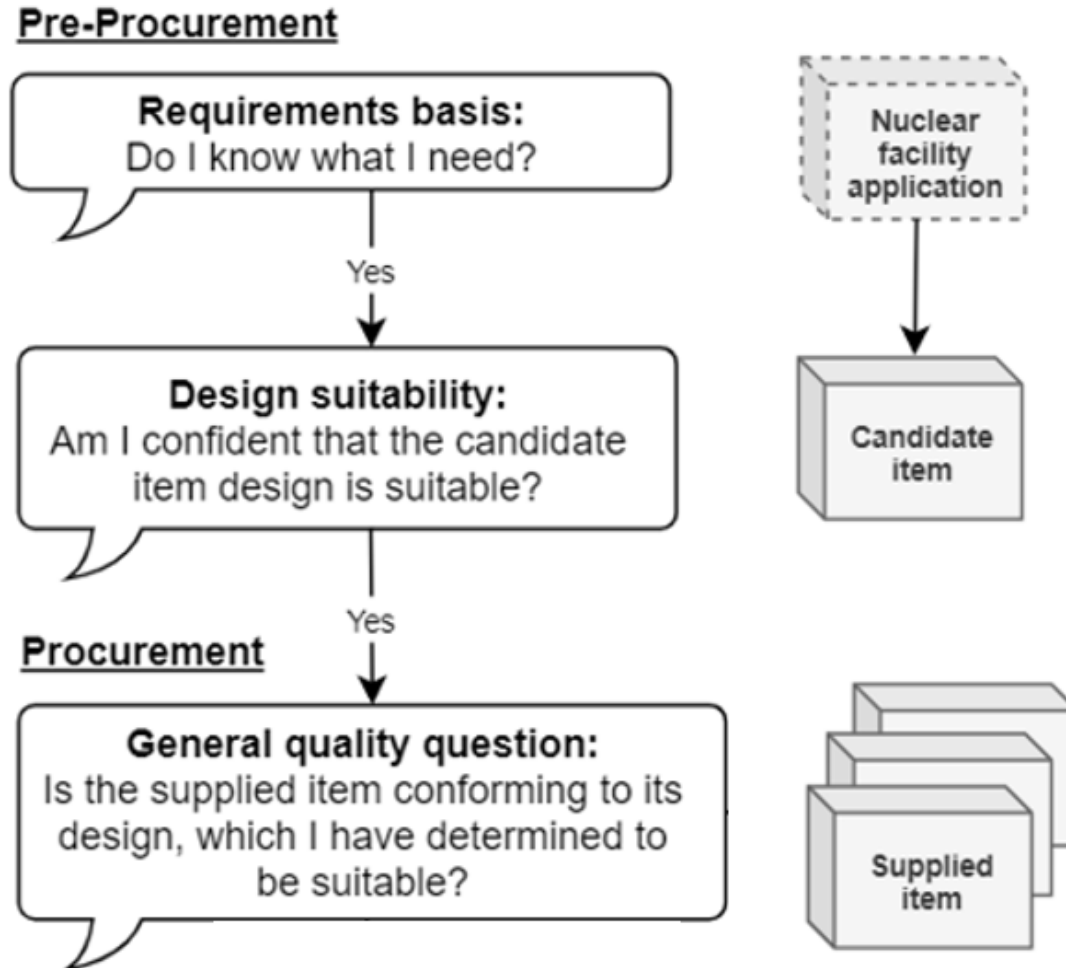 Pre-Procurement
Requirements basis:
Do I know what I need?
Nuclear
facility
application
Yes
Design suitability:
Am I confident that the candidate
item design is suitable?
Candidate
item
Yes
Procurement
General quality question:
Is the supplied item conforming to its
design, which I have determined to
be suitable?
Supplied
item